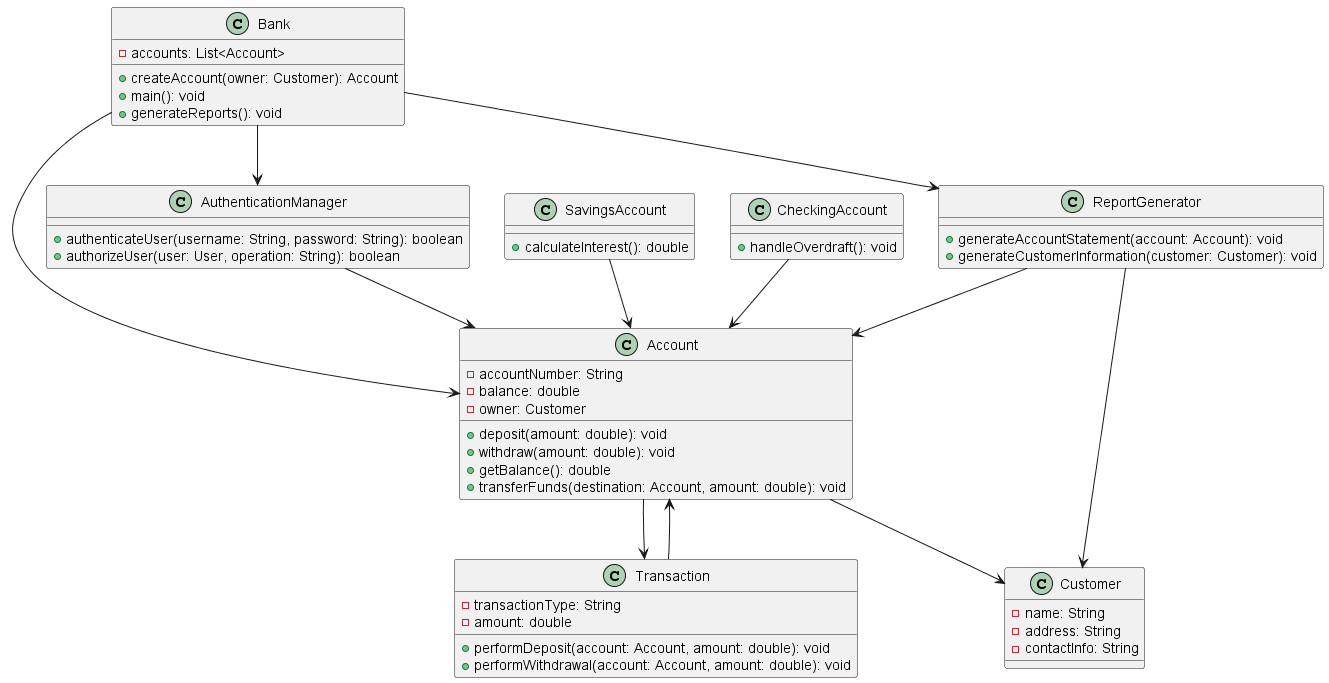 C Bank
accounts: List<Account>
createAccount(owner: Customer): Account
main(): void
generateReports(): void
C AuthenticationManager
authenticateUser(username: String, password: String): boolean
authorizeUser(user: User, operation: String): boolean
C SavingsAccount
calculateInterest(): double
C CheckingAccount
handleOverdraft(): void
C ReportGenerator
generateAccountStatement(account: Account): void
generateCustomerInformation(customer: Customer): void
C Account
accountNumber: String
balance: double
owner: Customer
deposit(amount: double): void
withdraw(amount: double): void
getBalance(): double
transferFunds(destination: Account, amount: double): void
C Transaction
transactionType: String
amount: double
performDeposit(account: Account, amount: double): void
performWithdrawal(account: Account, amount: double): void
C Customer
name: String
address: String
contactInfo: String